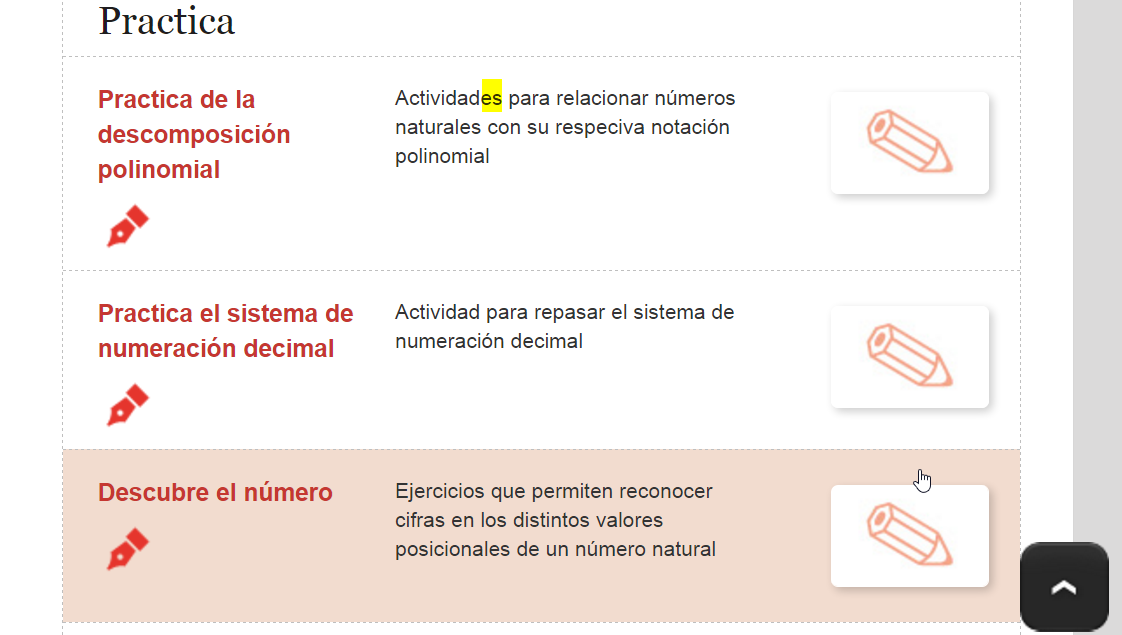 Practica
Practica de la
descomposición
polinomial
Actividades para relacionar números
naturales con su respeciva notación
polinomial
Practica el sistema de
numeración decimal
Actividad para repasar el sistema de
numeración decimal
Descubre el número
Ejercicios que permiten reconocer
cifras en los distintos valores
posicionales de un número natural